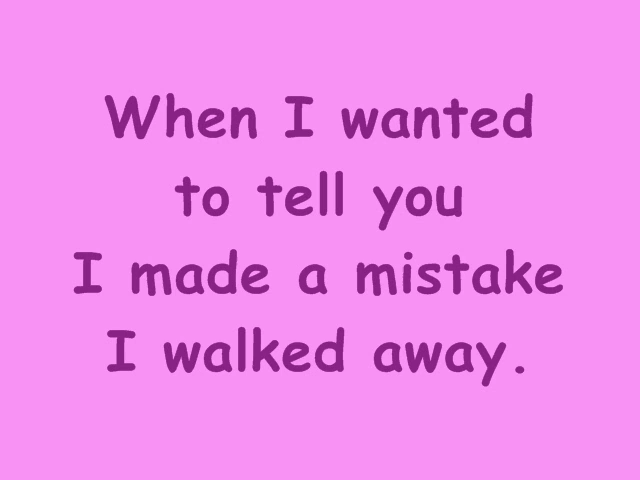 When I wanted
to tell you
I made a mistake
I walked away.